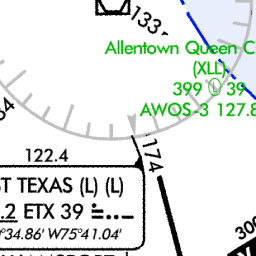 133
Allentown Queen C
(XLL)
399 L 39
AWOS-3 127.8
122.4
174
ST TEXAS (L) (L)
.2 ETX 39
°34.86' W75°41.04'
300